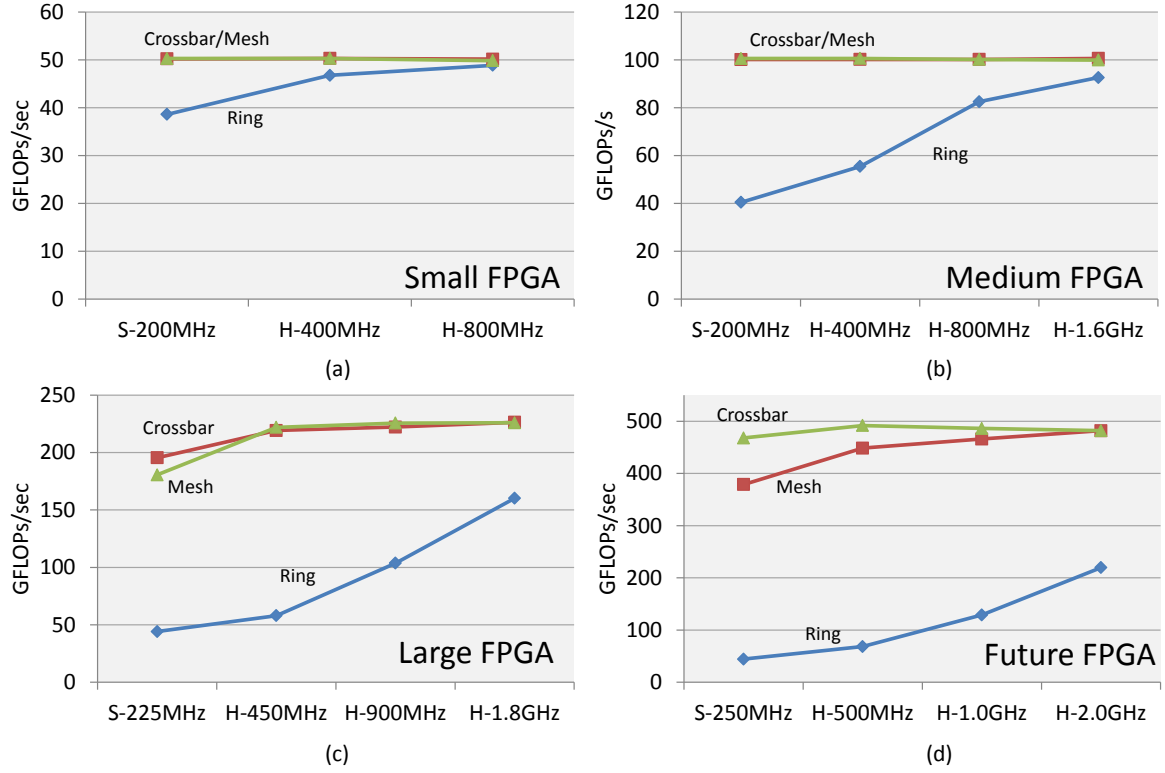 60
50
40
30
20
10
0
GFLOPs/sec
Crossbar/Mesh
Ring
Small FPGA
S-200MHz H-400MHz H-800MHz
(a)
120
100
80
60
40
20
0
GFLOPs/s
Crossbar/Mesh
Ring
Medium FPGA
S-200MHz H-400MHz H-800MHz H-1.6GHz
(b)
250
200
150
100
50
0
GFLOPs/sec
Crossbar
Mesh
Ring
Large FPGA
S-225MHz H-450MHz H-900MHz H-1.8GHz
(c)
500
400
300
200
100
0
GFLOPs/sec
Crossbar
Mesh
Ring
Future FPGA
S-250MHz H-500MHz H-1.0GHz H-2.0GHz
(d)